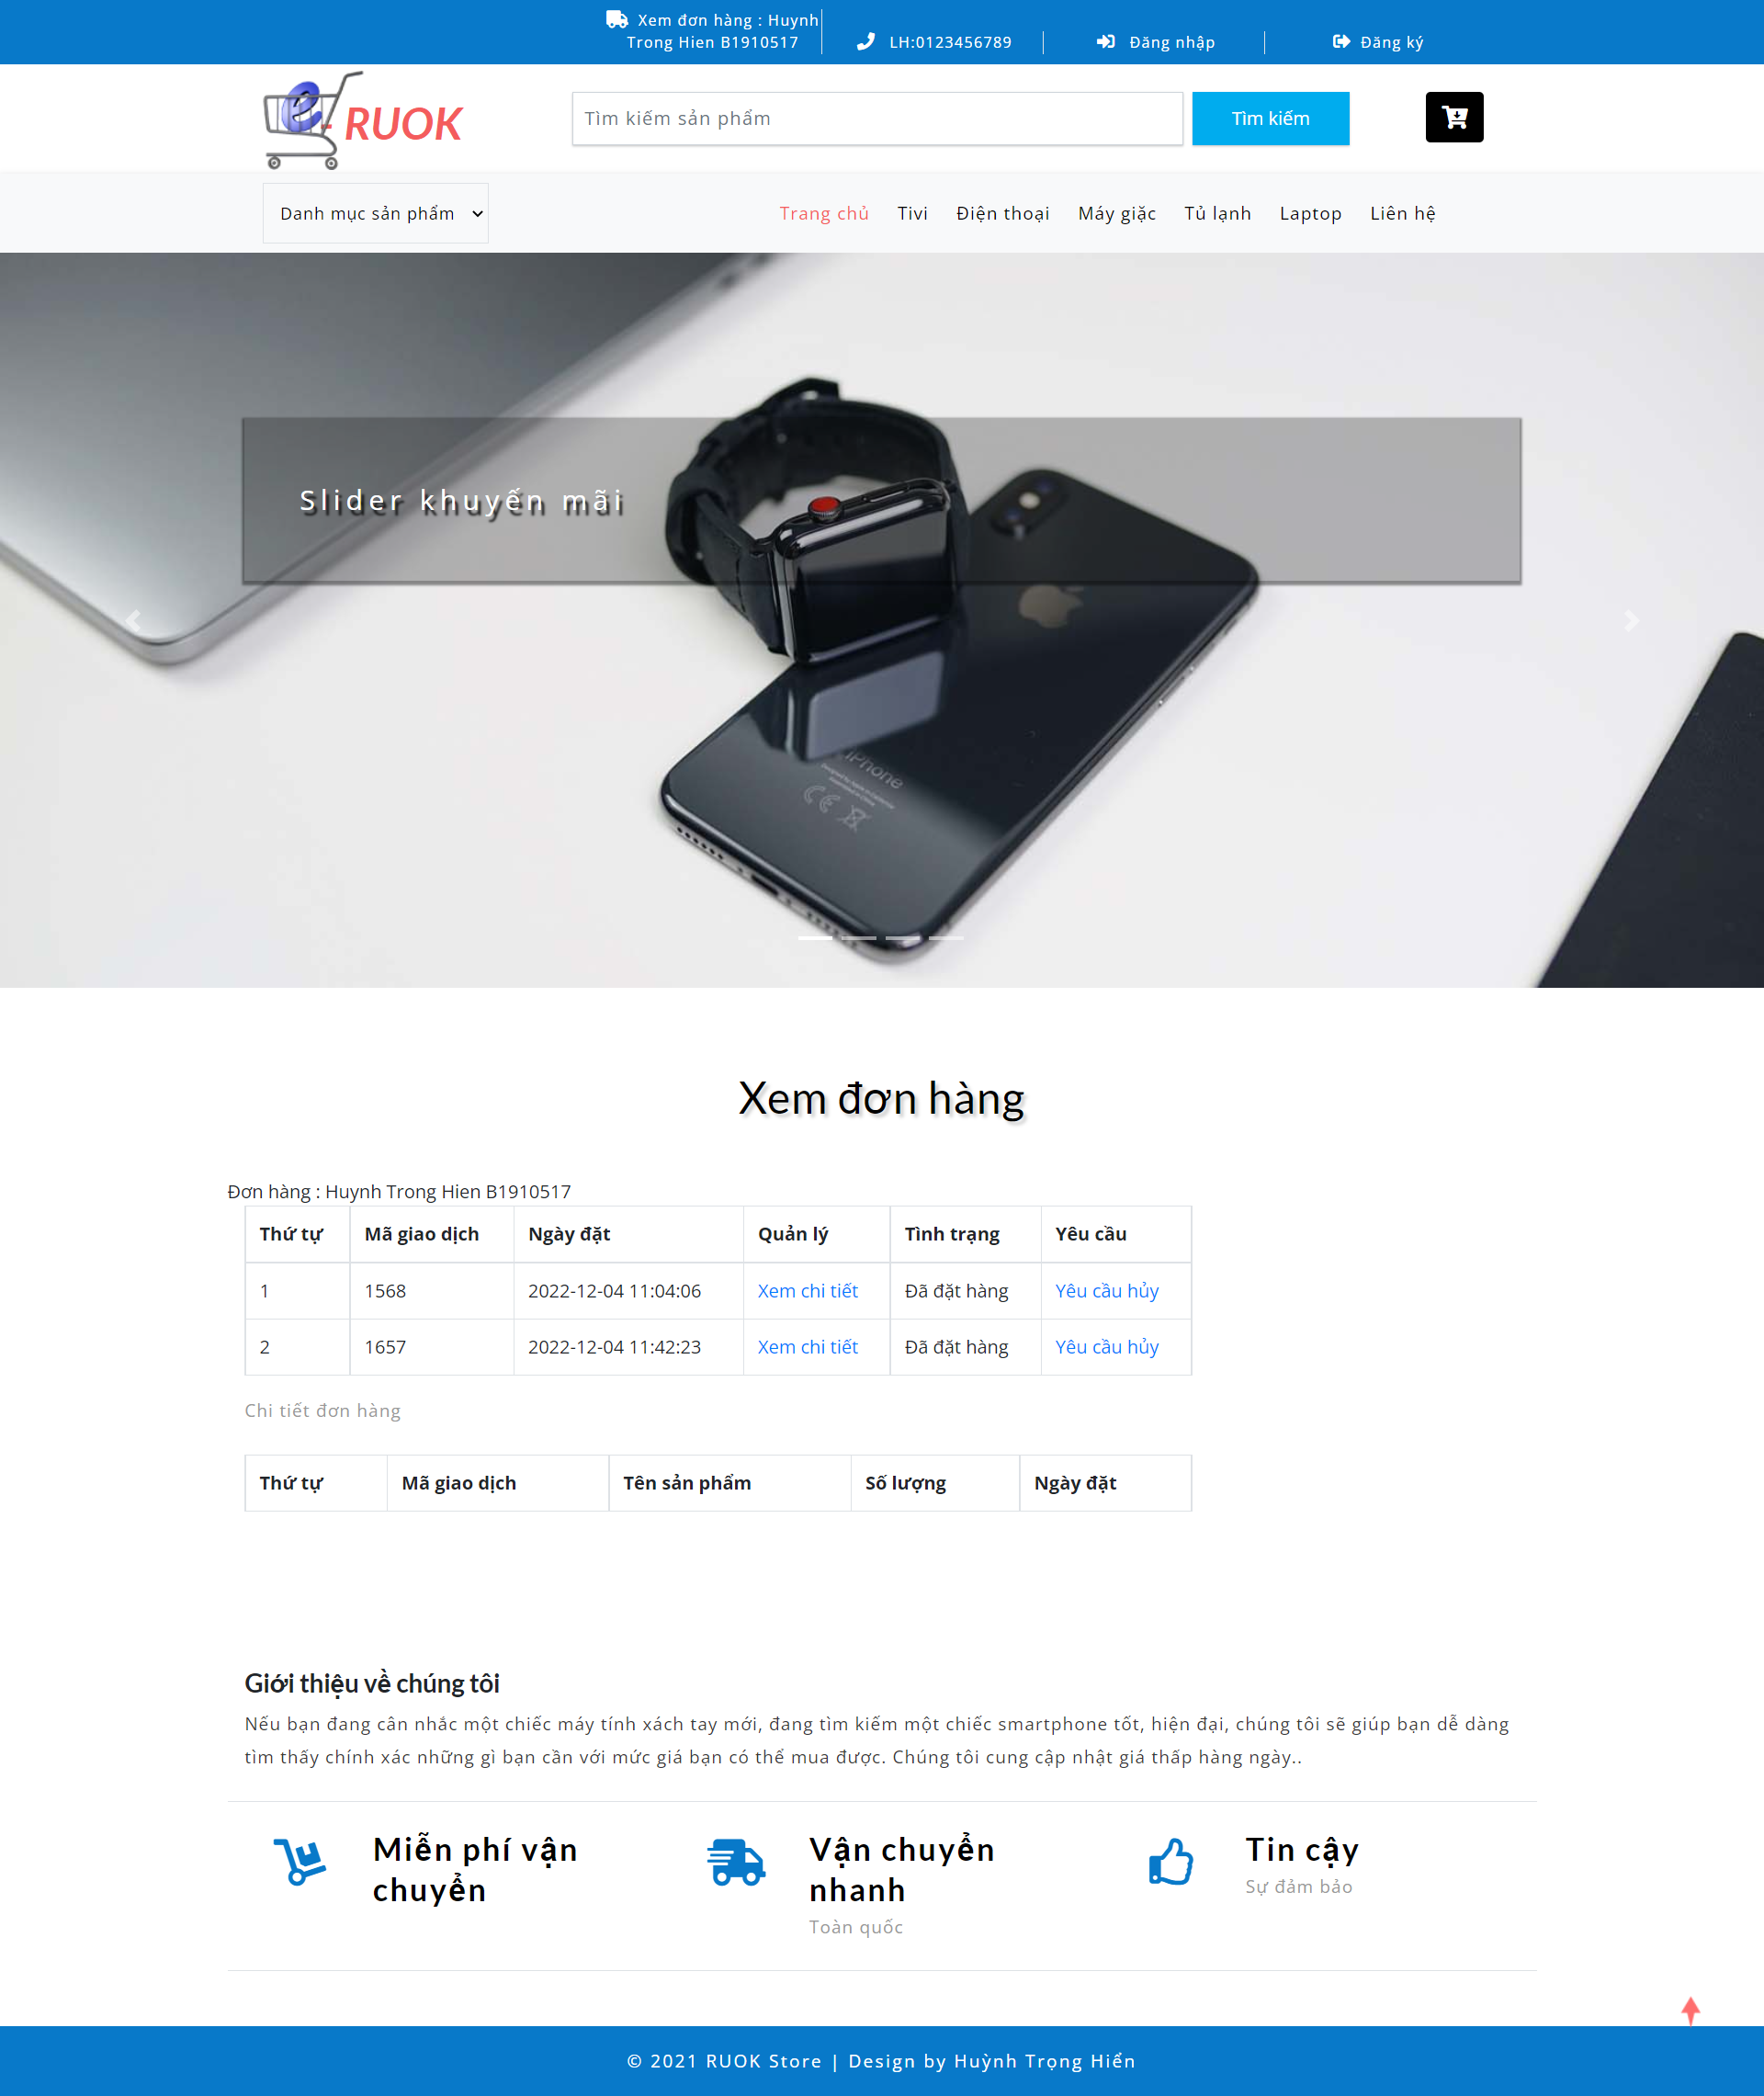 Xem đơn hàng : Huynh
Trong Hien B1910517
LH:0123456789
Đăng nhập
Đăng ký
e- RUOK
Tìm kiếm sản phẩm
Tìm kiếm
Danh mục sản phẩm
Trang chủ Tivi Điện thoại Máy giặc Tủ lạnh Laptop Liên hệ
Slider khuyến mãi
iPhone
Xem đơn hàng
Đơn hàng : Huynh Trong Hien B1910517
Thứ tự Mã giao dịch Ngày đặt Quản lý Tình trạng Yêu cầu
1 1568 2022-12-04 11:04:06 Xem chi tiết Đã đặt hàng Yêu cầu hủy
2 1657 2022-12-04 11:42:23 Xem chi tiết Đã đặt hàng Yêu cầu hủy
Chi tiết đơn hàng
Thứ tự Mã giao dịch Tên sản phẩm Số lượng Ngày đặt
Giới thiệu về chúng tôi
Nếu bạn đang cân nhắc một chiếc máy tính xách tay mới, đang tìm kiếm một chiếc smartphone tốt, hiện đại, chúng tôi sẽ giúp bạn dễ dàng
tìm thấy chính xác những gì bạn cần với mức giá bạn có thể mua được. Chúng tôi cung cập nhật giá thấp hàng ngày..
Miễn phí vận
chuyển
Vận chuyển
nhanh
Toàn quốc
Tin cậy
Sự đảm bảo
© 2021 RUOK Store | Design by Huỳnh Trọng Hiển